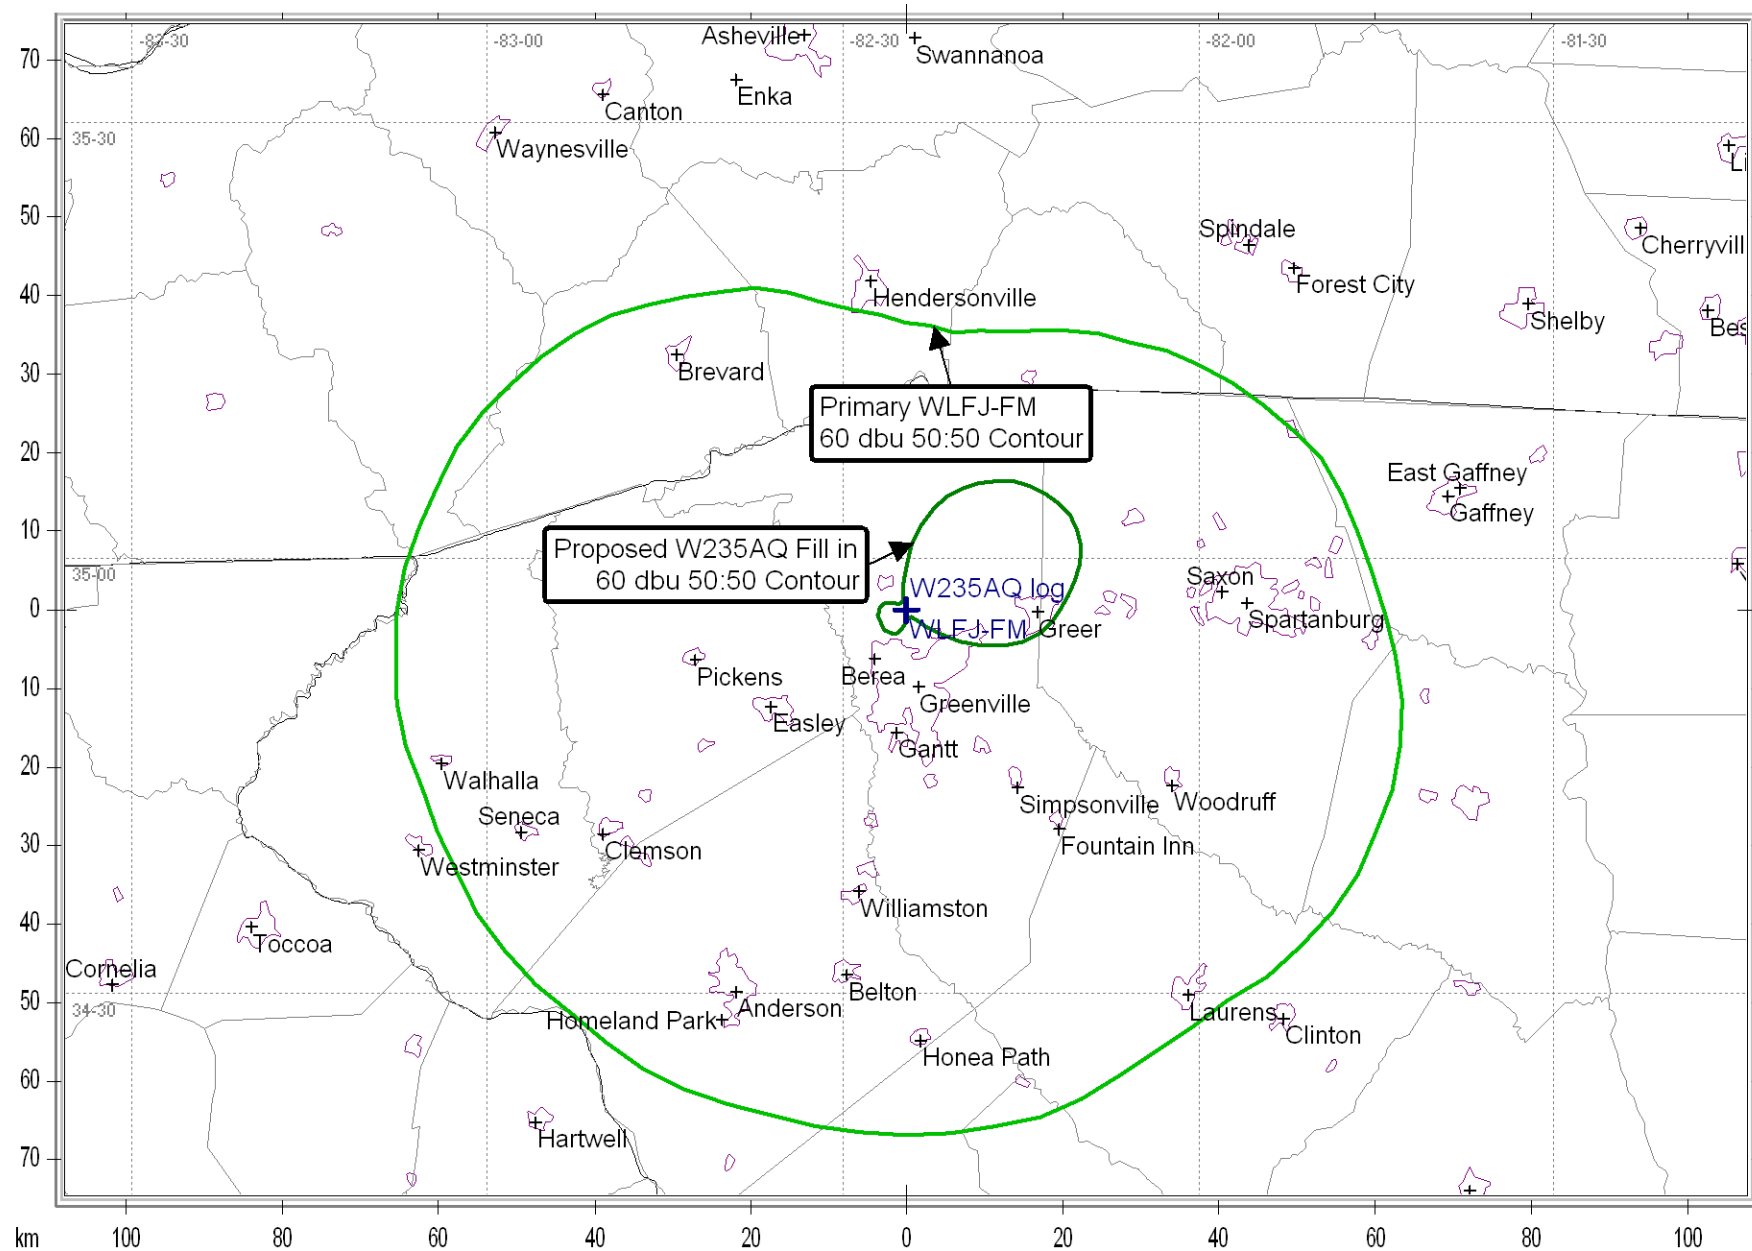 -83-30
-83-00
-82-30
-82-00
-81-30
Asheville
Swannanoa
Enka
Canton
Waynesville
35-30
Spindale
Cherryvill
Forest City
Hendersonville
Shelby
Bes
Li
Brevard
Primary WLFJ-FM
60 dbu 50:50 Contour
East Gaffney
Gaffney
Proposed W235AQ Fill in
60 dbu 50:50 Contour
35-00
W235AQ log
WLFJ-FM
Greer
Saxon
Spartanburg
Pickens
Berea
Greenville
Easley
Gantt
Walhalla
Simpsonville
Woodruff
Seneca
Clemson
Fountain Inn
Westminster
Williamston
Toccoa
Cornelia
Belton
Anderson
34-30
Homeland Park
Laurens
Clinton
Honea Path
Hartwell
70
60
50
40
30
20
10
0
10
20
30
40
50
60
70
km 100 80 60 40 20 0 20 40 60 80 100